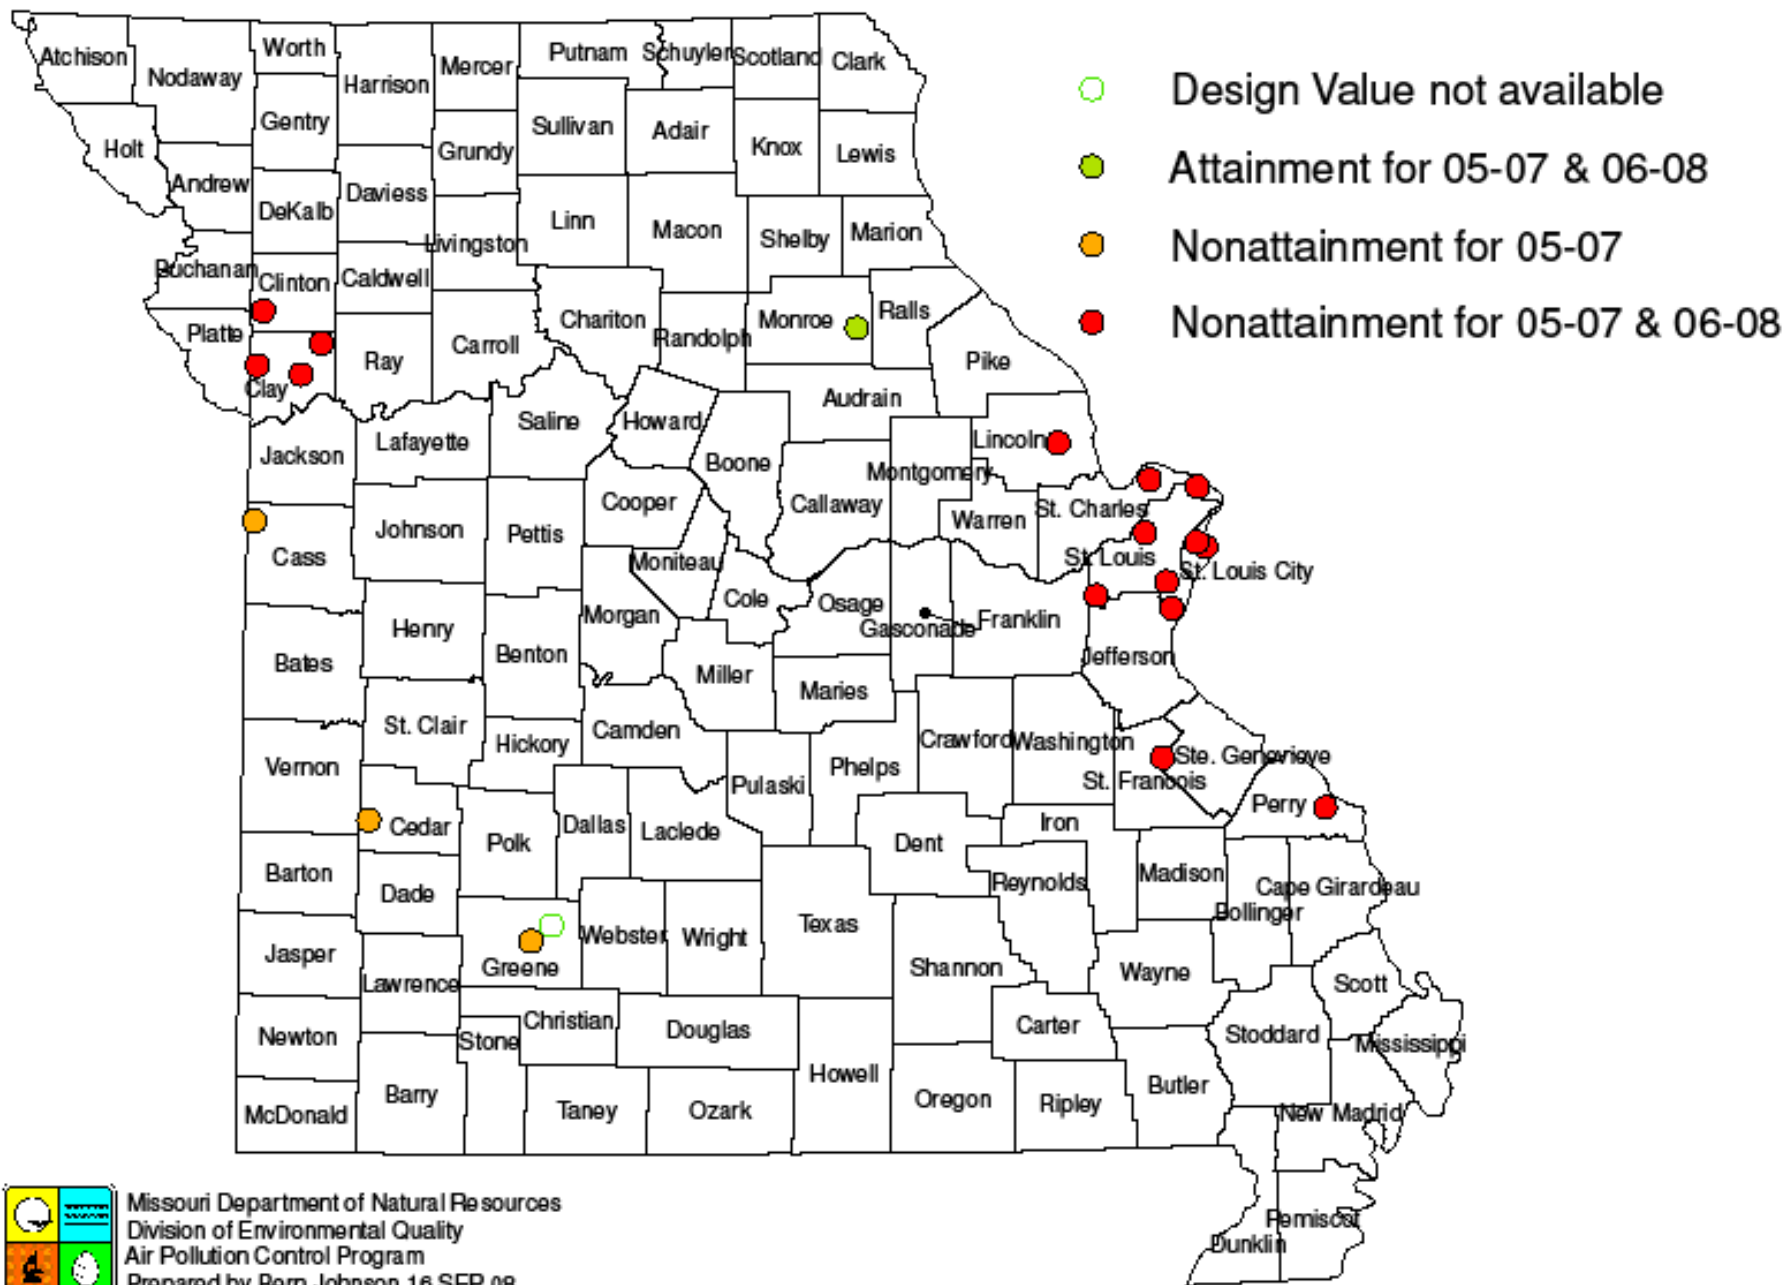 Atchison
Nodaway
Worth
Harrison
Mercer
Putnam
Schuyler
Scotland
Clark
Holt
Gentry
Grundy
Sullivan
Adair
Knox
Lewis
Andrew
DeKalb
Daviess
Livingston
Linn
Macon
Shelby
Marion
Buchanan
Clinton
Caldwell
Platte
Clay
Ray
Carroll
Chariton
Randolph
Monroe
Ralls
Pike
Audrain
Jackson
Lafayette
Saline
Howard
Boone
Callaway
Montgomery
Lincoln
Cass
Johnson
Pettis
Cooper
Moniteau
Cole
Osage
Gasconade
Warren
St. Charles
St. Louis
St. Louis City
Franklin
Jefferson
Bates
Henry
Benton
Morgan
Miller
Maries
Vernon
St. Clair
Hickory
Camden
Pulaski
Phelps
Crawford
Washington
St. Francois
Ste. Genevieve
Perry
Barton
Cedar
Polk
Dallas
Laclede
Dent
Iron
Reynolds
Madison
Bollinger
Cape Girardeau
Jasper
Dade
Greene
Webster
Wright
Texas
Shannon
Wayne
Scott
Newton
Lawrence
Stone
Christian
Douglas
Howell
Carter
Stoddard
Mississippi
McDonald
Barry
Taney
Ozark
Oregon
Ripley
Butler
New Madrid
Pemiscot
Dunklin
Design Value not available
Attainment for 05-07 & 06-08
Nonattainment for 05-07
Nonattainment for 05-07 & 06-08
Missouri Department of Natural Resources
Division of Environmental Quality
Air Pollution Control Program
Prepared by Bern Johnson 16 SEP 08